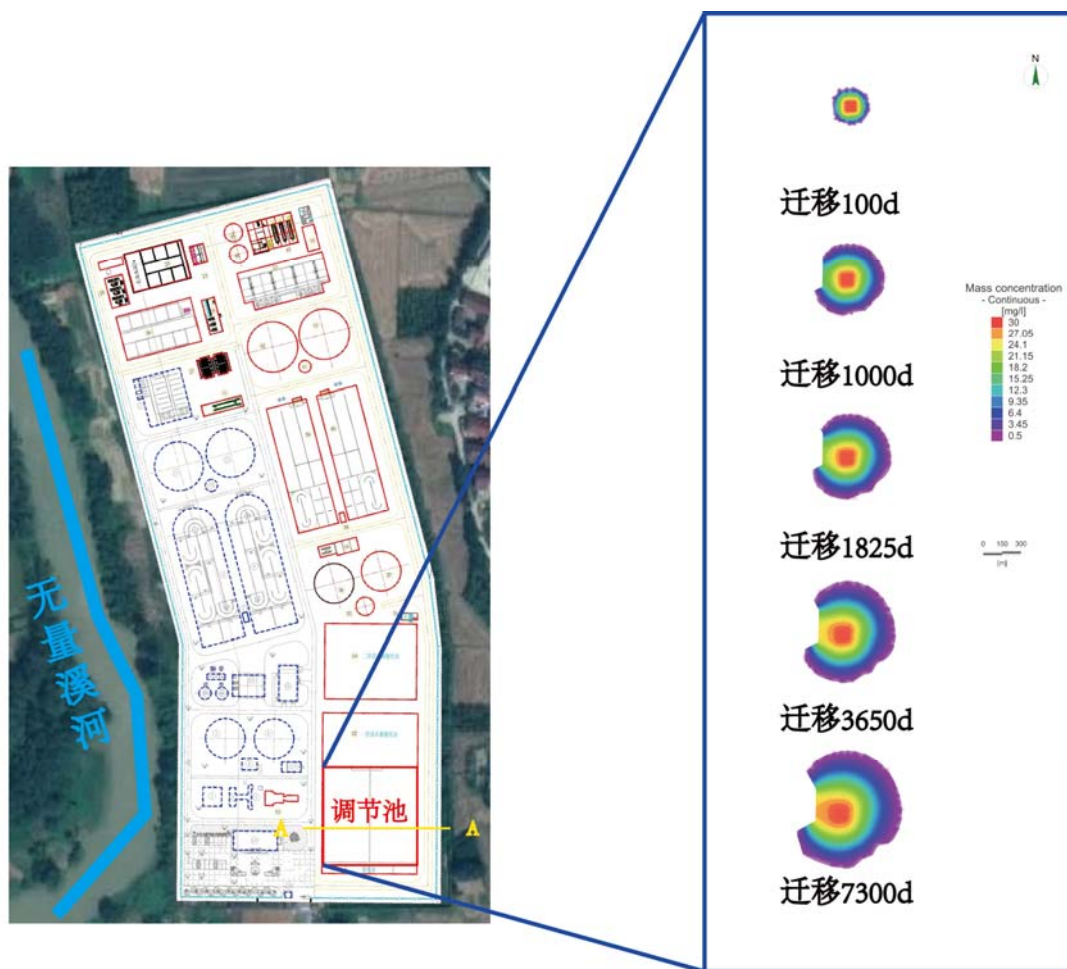 无量溪河
调节池
A A
N
迁移100d
迁移1000d
迁移1825d
迁移3650d
迁移7300d
Mass concentration
- Continuous -
[mg/l]
30
27.05
24.1
21.15
18.2
15.25
12.3
9.35
6.4
3.45
0.5
0 150 300
[m]